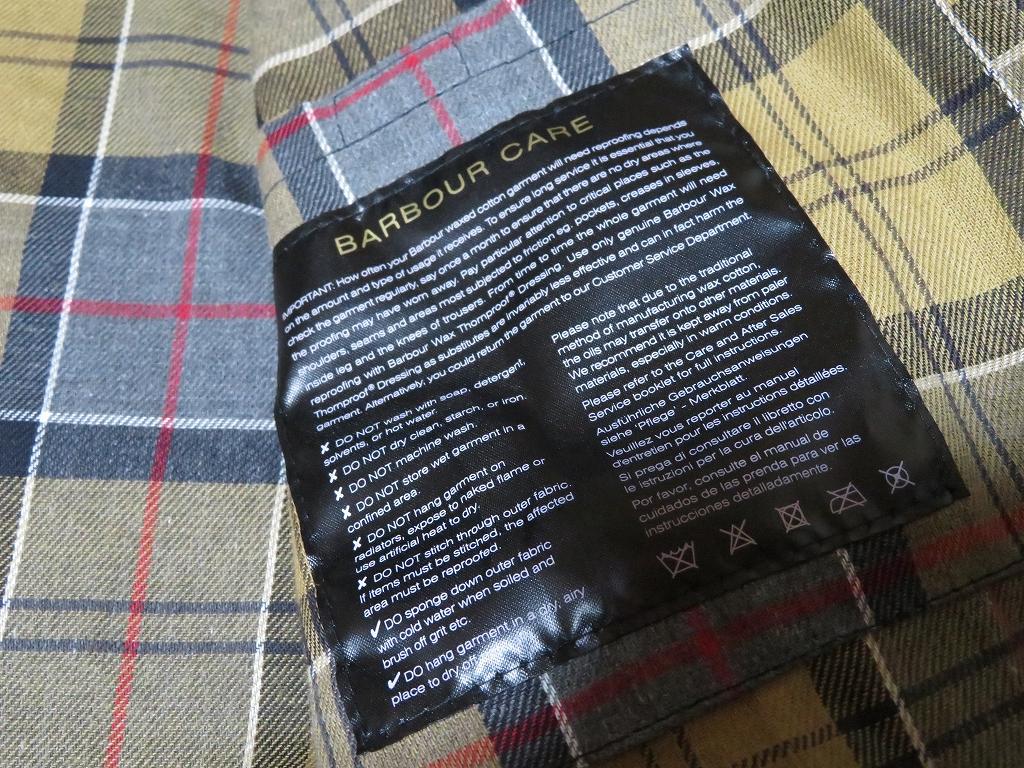 BARBOUR CARE
IMPORTANT: How often your Barbour waxed cotton garment will need reproofing depends
on the amount and type of usage it receives. To ensure long service it is essential that you
check the garment regularly, say once a month to ensure that there are no dry areas where
the proofing may have worn away. Pay particular attention to critical places such as the
shoulders, seams and areas most subjected to friction eg. pockets, creases in sleeves,
inside leg and the knees of trousers. From time to time the whole garment will need
reproofing with Barbour Wax Thornproof® Dressing. Use only genuine Barbour Wax
Thornproof® Dressing as substitutes are invariably less effective and can in fact harm the
garment. Alternatively, you could return the garment to our Customer Service Department.
✘ DO NOT wash with soap, detergent,
solvents, or hot water.
✘ DO NOT dry clean, starch, or iron.
✘ DO NOT machine wash.
✘ DO NOT store wet garment in a
confined area.
✘ DO NOT hang garment on
radiators, expose to naked flame or
use artificial heat to dry.
✘ DO NOT stitch through outer fabric.
If items must be stitched, the affected
area must be reproofed.
✔ DO sponge down outer fabric
with cold water when soiled and
brush off grit etc.
✔ DO hang garment in a dry, airy
place to dry off.
Please note that due to the traditional
method of manufacturing wax cotton,
the oils may transfer onto other materials.
We recommend it is kept away from paler
materials, especially in warm conditions.
Please refer to the Care and After Sales
Service booklet for full instructions.
Ausführliche Gebrauchsanweisungen
siehe 'Pflege' - Merkblatt.
Veuillez vous reporter au manuel
d'entretien pour les instructions détaillées.
Si prega di consultare il libretto con
le istruzioni per la cura dell'articolo.
Por favor, consulte el manual de
cuidados de las prenda para ver las
instrucciones detalladamente.